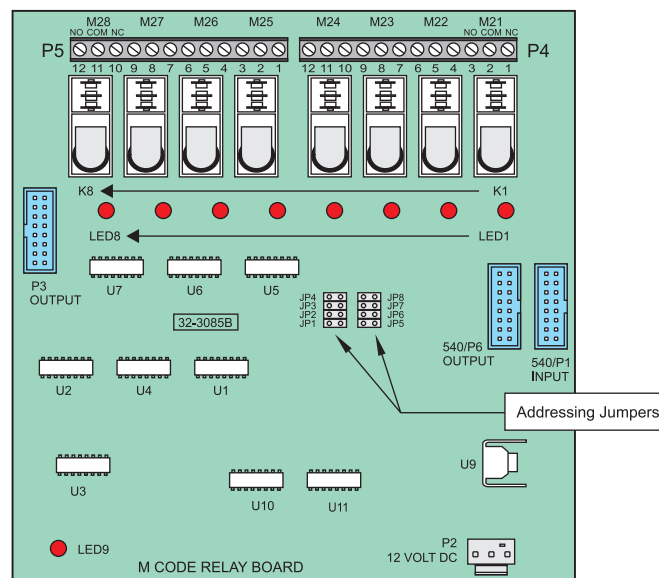 M28 M27 M26 M25 M24 M23 M22 M21
NO COM NC NO COM NC
P5 P4
12 11 10 9 8 7 6 5 4 3 2 1 12 11 10 9 8 7 6 5 4 3 2 1
K8 K1
LED8 LED1
P3
OUTPUT
U7 U6 U5
32-3085B
JP4 JP8
JP3 JP7
JP2 JP6
JP1 JP5
540/P6
OUTPUT
540/P1
INPUT
U2 U4 U1
Addressing Jumpers
U9
U3
U10 U11
LED9
P2
12 VOLT DC
M CODE RELAY BOARD